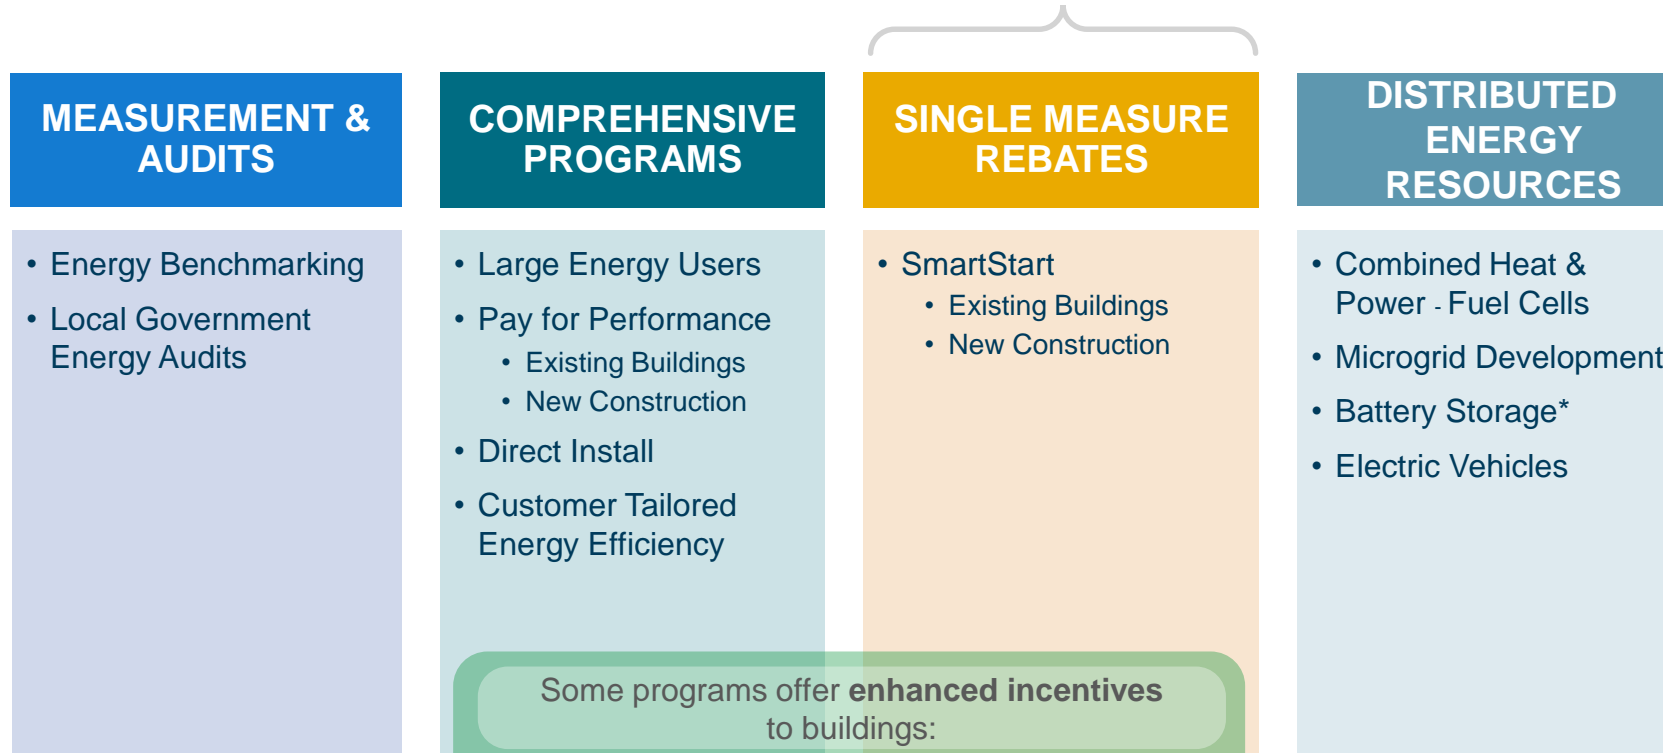 MEASUREMENT &
AUDITS
• Energy Benchmarking
• Local Government
Energy Audits
COMPREHENSIVE
PROGRAMS
• Large Energy Users
• Pay for Performance
• Existing Buildings
• New Construction
• Direct Install
• Customer Tailored
Energy Efficiency
SINGLE MEASURE
REBATES
• SmartStart
• Existing Buildings
• New Construction
DISTRIBUTED
ENERGY
RESOURCES
• Combined Heat &
Power - Fuel Cells
• Microgrid Development
• Battery Storage*
• Electric Vehicles
Some programs offer enhanced incentives
to buildings: